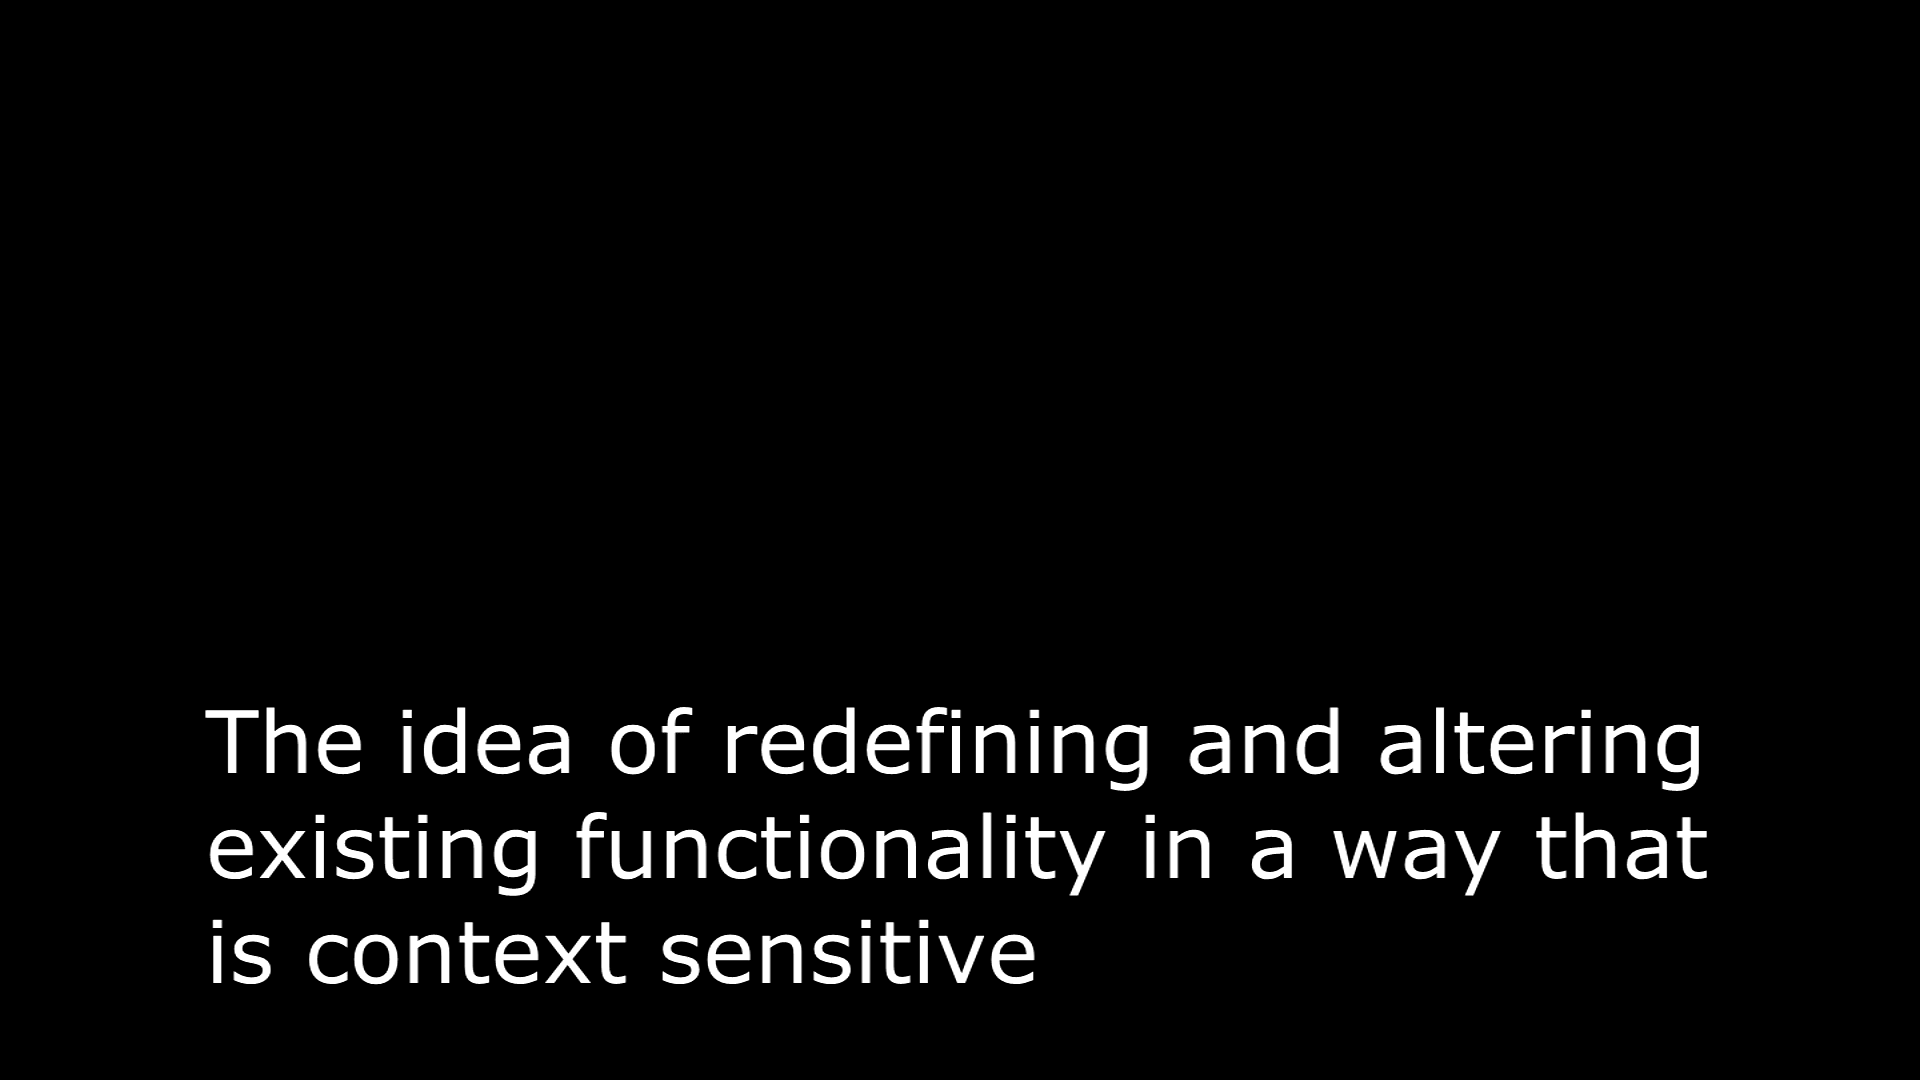 The idea of redefining and altering
existing functionality in a way that
is context sensitive